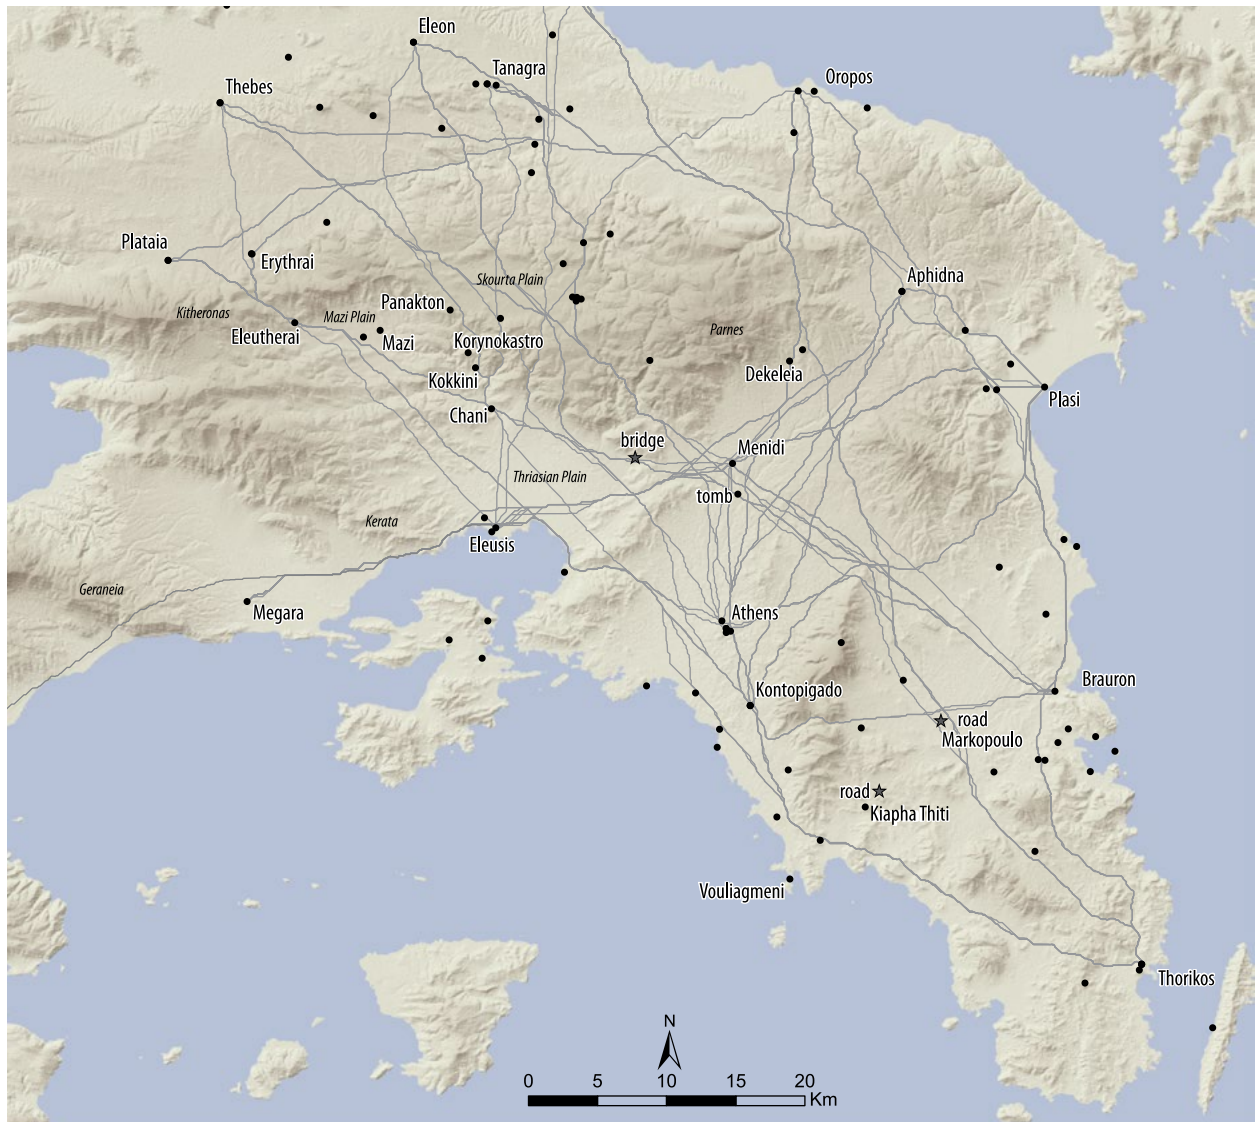 Eleon
Tanagra
Oropos
Thebes
Plataia
Erythrai
Skourta Plain
Aphidna
Panakton
Kitheronas
Mazi Plain
Eleutherai
Mazi
Korynokastro
Parnes
Kokkini
Dekeleia
Plasi
Chani
bridge
Menidi
Thriasian Plain
tomb
Kerata
Eleusis
Geraneia
Megara
Athens
Brauron
Kontopigado
road
Markopoulo
road
Kiapha Thiti
Vouliagmeni
Thorikos
N
0 5 10 15 20
Km